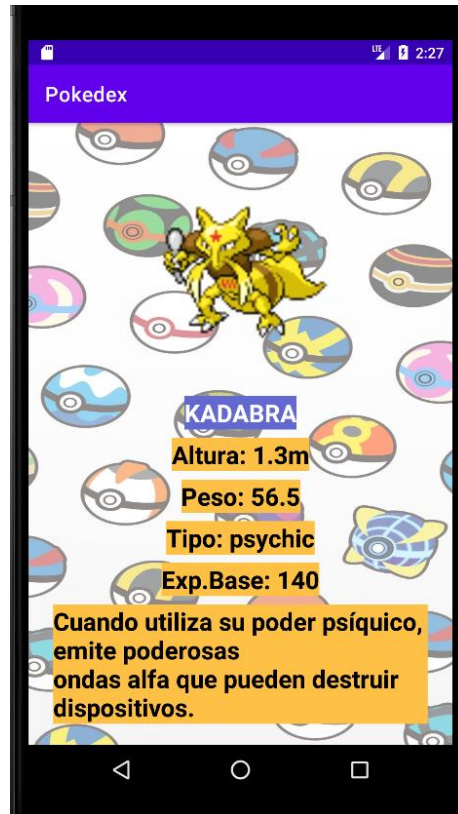 LTE 2:27
Pokedex
KADABRA
Altura: 1.3m
Peso: 56.5
Tipo: psychic
Exp.Base: 140
Cuando utiliza su poder psíquico,
emite poderosas
ondas alfa que pueden destruir
dispositivos.